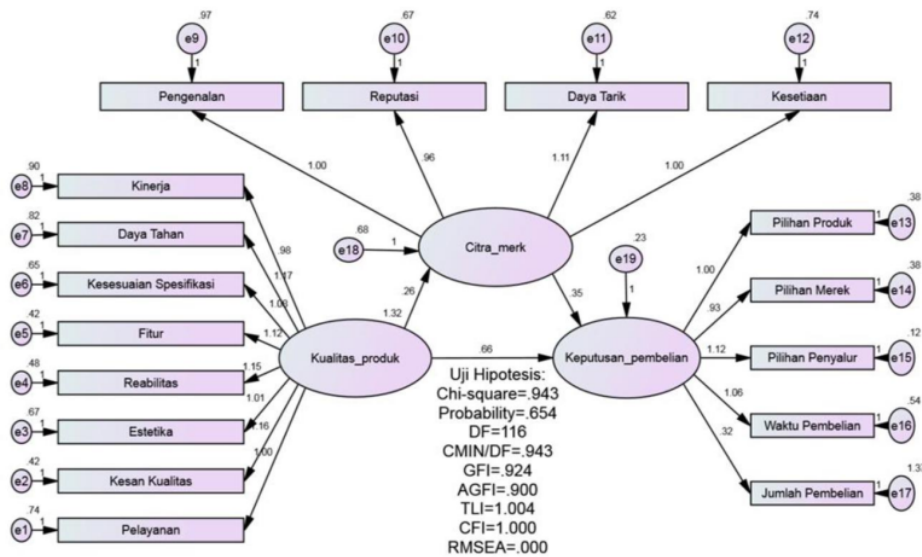 .97 .67 .62 .74
e9 e10 e11 e12
1 1 1 1
Pengenalan Reputasi Daya Tarik Kesetiaan
1.00 .96 1.11 1.00
.90
e8 1 Kinerja
.82
e7 1 Daya Tahan
.65
e6 1 Kesesuaian Spesifikasi
.42
e5 1 Fitur
.48
e4 1 Reabilitas
.67
e3 1 Estetika
.42
e2 1 Kesan Kualitas
.74
e1 1 Pelayanan
.98
1.17
1.08
1.12
1.15
1.01
1.16
1.00
.68
e18 1 Citra_merk
.26
1.32
Kualitas_produk
.66
.35
.23
e19
1
Keputusan_pembelian
1.00
.93
1.12
1.06
.32
.38
Pilihan Produk 1 e13
.38
Pilihan Merek 1 e14
.12
Pilihan Penyalur 1 e15
.54
Waktu Pembelian 1 e16
Jumlah Pembelian 1 e17
Uji Hipotesis:
Chi-square=.943
Probability=.654
DF=116
CMIN/DF=.943
GFI=.924
AGFI=.900
TLI=1.004
CFI=1.000
RMSEA=.000